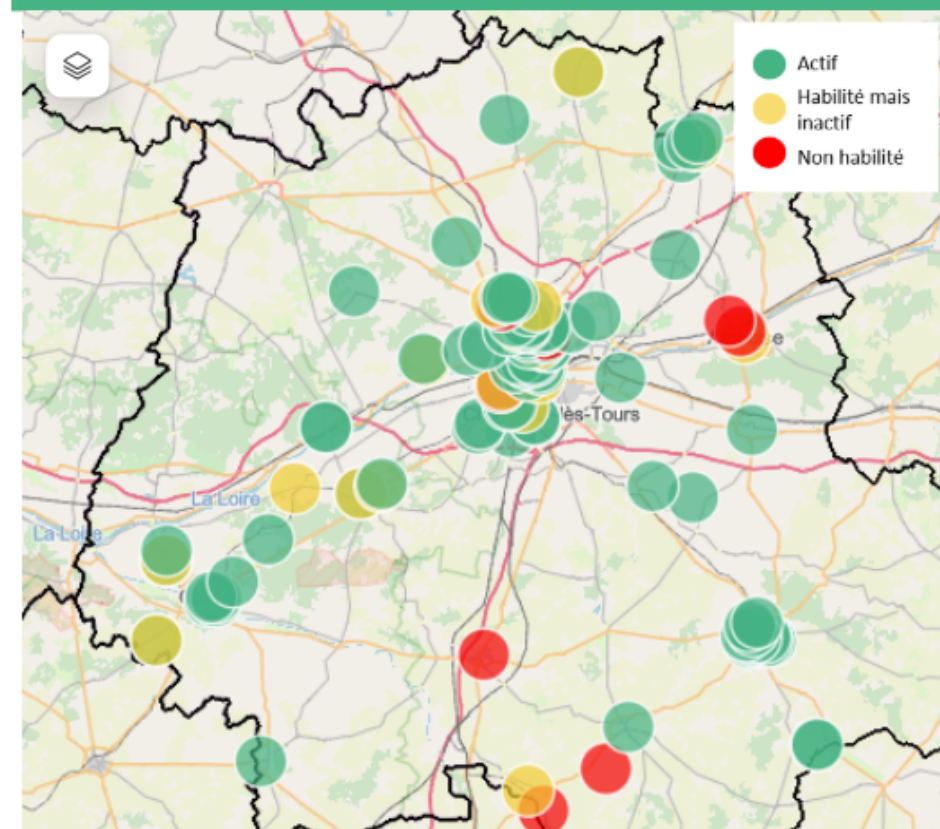 Actif
Habilité mais
inactif
Non habilité
lès-Tours
La Loire
La Loire